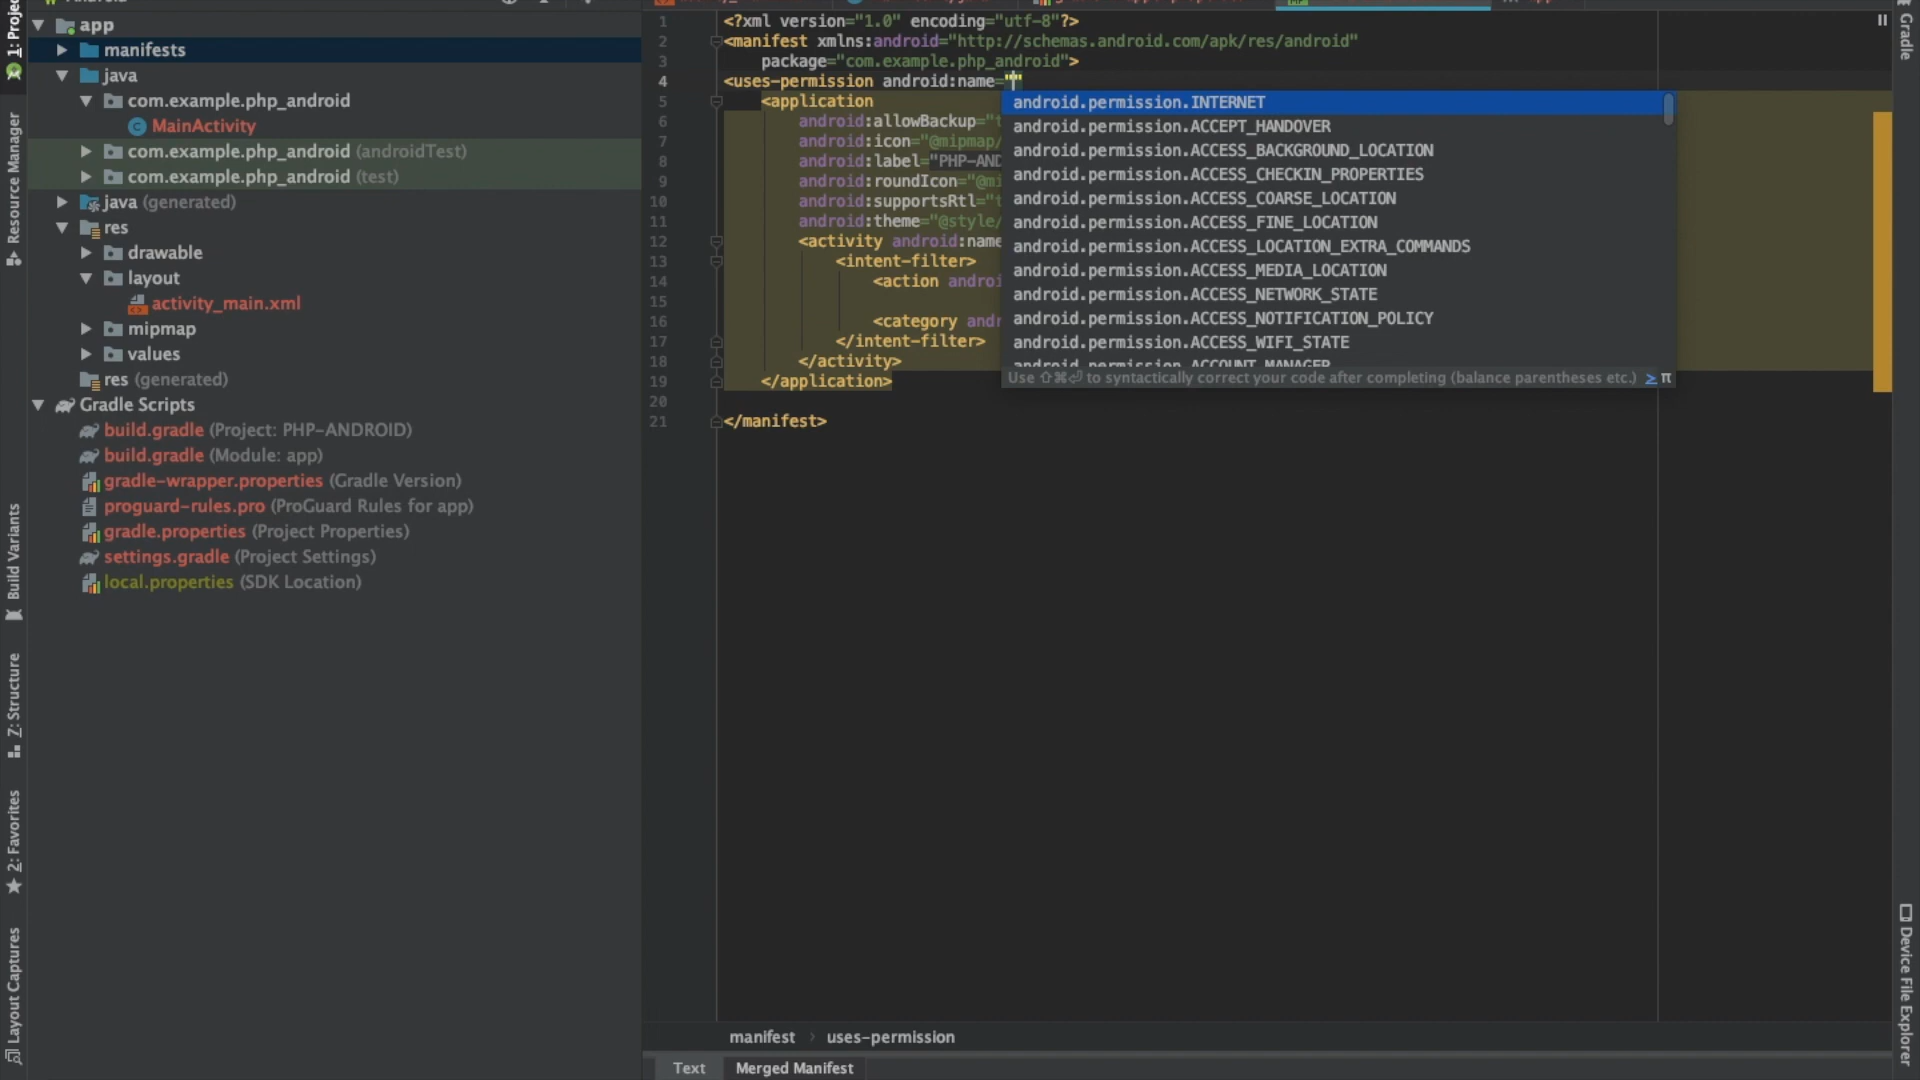 1: Project
Resource Manager
Build Variants
Z: Structure
2: Favorites
Layout Captures
app
manifests
java
com.example.php_android
MainActivity
com.example.php_android (androidTest)
com.example.php_android (test)
java (generated)
res
drawable
layout
activity_main.xml
mipmap
values
res (generated)
Gradle Scripts
build.gradle (Project: PHP-ANDROID)
build.gradle (Module: app)
gradle-wrapper.properties (Gradle Version)
proguard-rules.pro (ProGuard Rules for app)
gradle.properties (Project Properties)
settings.gradle (Project Settings)
local.properties (SDK Location)
1 <?xml version="1.0" encoding="utf-8"?>
2 <manifest xmlns:android="http://schemas.android.com/apk/res/android"
3 package="com.example.php_android">
4 <uses-permission android:name=""
5 <application
6 android:allowBackup="t
7 android:icon="@mipmap/
8 android:label="PHP-AND
9 android:roundIcon="@mi
10 android:supportsRtl="t
11 android:theme="@style/
12 <activity android:name
13 <intent-filter>
14 <action androi
15
16 <category andr
17 </intent-filter>
18 </activity>
19 </application>
20
21 </manifest>
android.permission.INTERNET
android.permission.ACCEPT_HANDOVER
android.permission.ACCESS_BACKGROUND_LOCATION
android.permission.ACCESS_CHECKIN_PROPERTIES
android.permission.ACCESS_COARSE_LOCATION
android.permission.ACCESS_FINE_LOCATION
android.permission.ACCESS_LOCATION_EXTRA_COMMANDS
android.permission.ACCESS_MEDIA_LOCATION
android.permission.ACCESS_NETWORK_STATE
android.permission.ACCESS_NOTIFICATION_POLICY
android.permission.ACCESS_WIFI_STATE
android.permission.ACCOUNT_MANAGER
Use ⇧⌘⏎ to syntactically correct your code after completing (balance parentheses etc.) ≥ π
manifest › uses-permission
Text Merged Manifest
Gradle
Device File Explorer